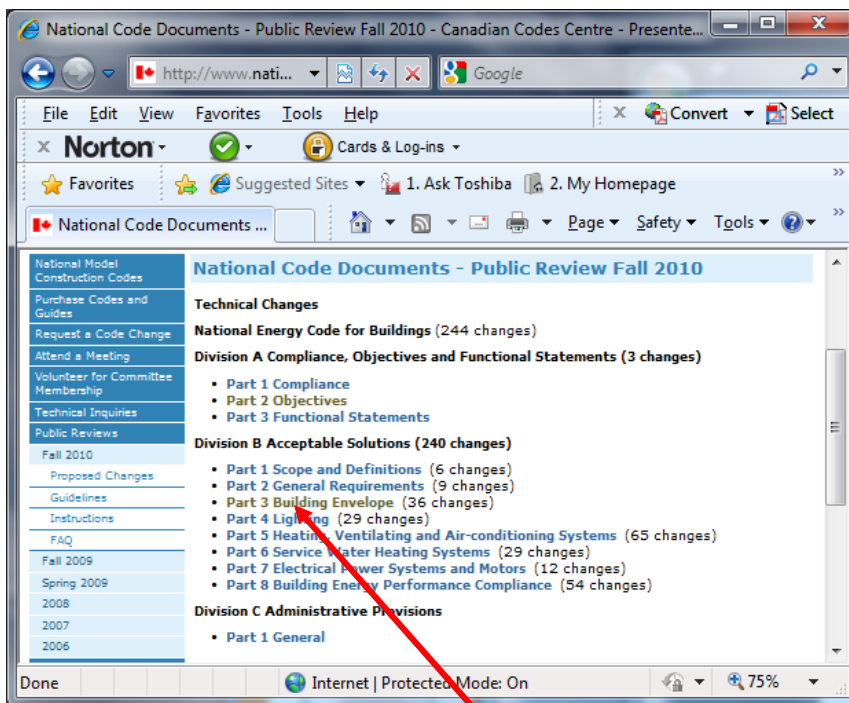 National Code Documents - Public Review Fall 2010 - Canadian Codes Centre - Presente...
http://www.nati...
Google
File Edit View Favorites Tools Help
x Convert Select
x Norton - Cards & Log-ins
Favorites Suggested Sites 1. Ask Toshiba 2. My Homepage
National Code Documents ... Page Safety Tools
National Model
Construction Codes
Purchase Codes and
Guides
Request a Code Change
Attend a Meeting
Volunteer for Committee
Membership
Technical Inquiries
Public Reviews
Fall 2010
Proposed Changes
Guidelines
Instructions
FAQ
Fall 2009
Spring 2009
2008
2007
2006
National Code Documents - Public Review Fall 2010
Technical Changes
National Energy Code for Buildings (244 changes)
Division A Compliance, Objectives and Functional Statements (3 changes)
• Part 1 Compliance
• Part 2 Objectives
• Part 3 Functional Statements
Division B Acceptable Solutions (240 changes)
• Part 1 Scope and Definitions (6 changes)
• Part 2 General Requirements (9 changes)
• Part 3 Building Envelope (36 changes)
• Part 4 Lighting (29 changes)
• Part 5 Heating, Ventilating and Air-conditioning Systems (65 changes)
• Part 6 Service Water Heating Systems (29 changes)
• Part 7 Electrical Power Systems and Motors (12 changes)
• Part 8 Building Energy Performance Compliance (54 changes)
Division C Administrative Provisions
• Part 1 General
Done Internet | Protected Mode: On 75%